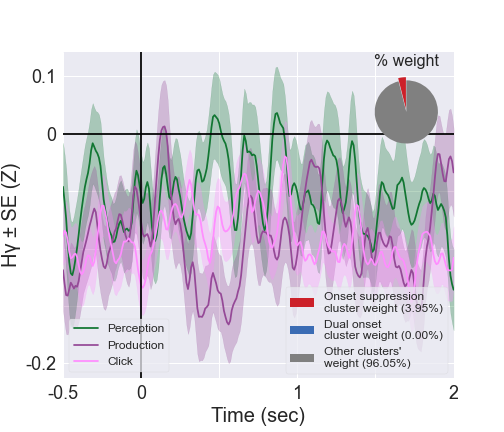 % weight
0.1
0
-0.2
Hγ ± SE (Z)
Perception
Production
Click
Onset suppression
cluster weight (3.95%)
Dual onset
cluster weight (0.00%)
Other clusters'
weight (96.05%)
-0.5
0
1
2
Time (sec)